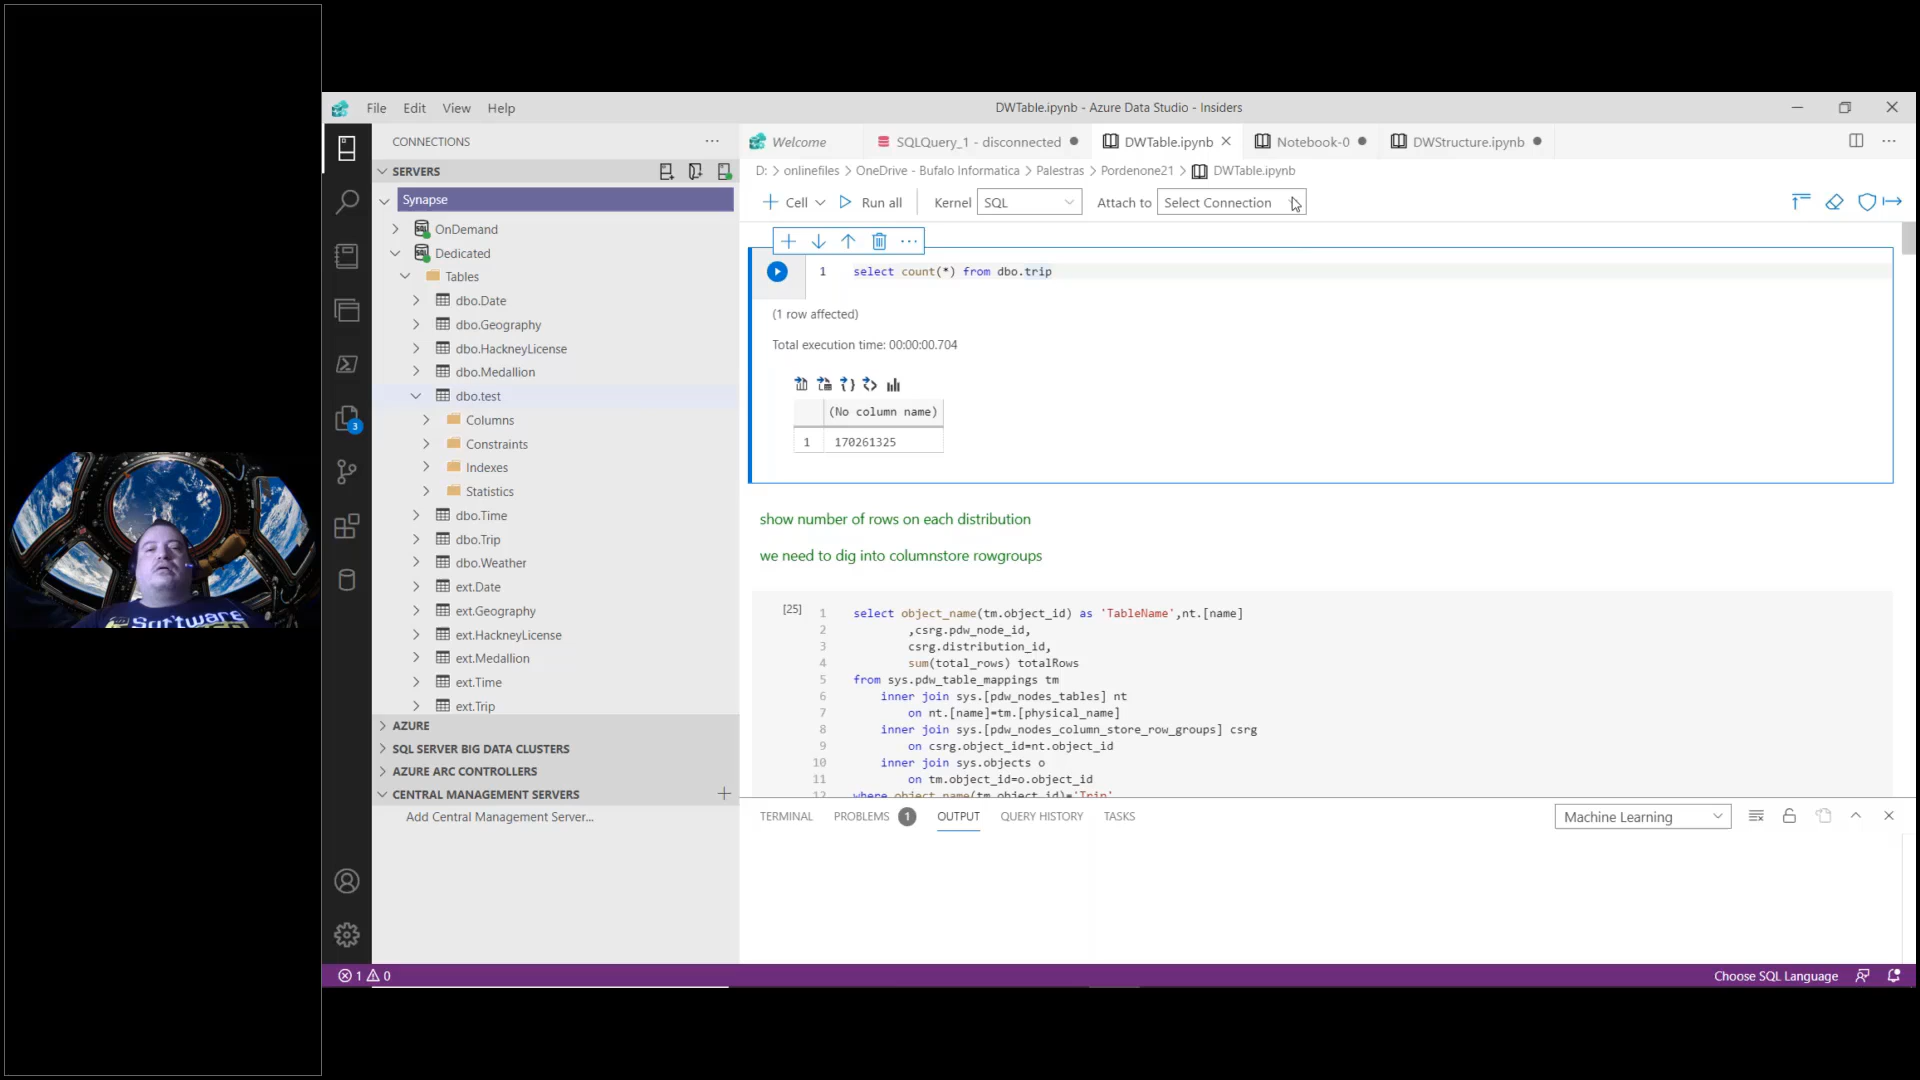 File Edit View Help
DWTable.ipynb - Azure Data Studio - Insiders
CONNECTIONS
Welcome
SQLQuery_1 - disconnected
DWTable.ipynb
Notebook-0
DWStructure.ipynb
SERVERS
D: > onlinefiles > OneDrive - Bufalo Informatica > Palestras > Pordenone21 > DWTable.ipynb
Synapse
OnDemand
Dedicated
Tables
dbo.Date
dbo.Geography
dbo.HackneyLicense
dbo.Medallion
dbo.test
Columns
Constraints
Indexes
Statistics
dbo.Time
dbo.Trip
dbo.Weather
ext.Date
ext.Geography
ext.HackneyLicense
ext.Medallion
ext.Time
ext.Trip
AZURE
SQL SERVER BIG DATA CLUSTERS
AZURE ARC CONTROLLERS
CENTRAL MANAGEMENT SERVERS
Add Central Management Server...
3
Cell Run all Kernel SQL Attach to Select Connection
1 select count(*) from dbo.trip
(1 row affected)
Total execution time: 00:00:00.704
(No column name)
1 170261325
show number of rows on each distribution
we need to dig into columnstore rowgroups
[25]
1 select object_name(tm.object_id) as 'TableName',nt.[name]
2 ,csrg.pdw_node_id,
3 csrg.distribution_id,
4 sum(total_rows) totalRows
5 from sys.pdw_table_mappings tm
6 inner join sys.[pdw_nodes_tables] nt
7 on nt.[name]=tm.[physical_name]
8 inner join sys.[pdw_nodes_column_store_row_groups] csrg
9 on csrg.object_id=nt.object_id
10 inner join sys.objects o
11 on tm.object_id=o.object_id
12 where object_name(tm.object_id)='Trip'
TERMINAL PROBLEMS 1 OUTPUT QUERY HISTORY TASKS
Machine Learning
1 0
Choose SQL Language
Software